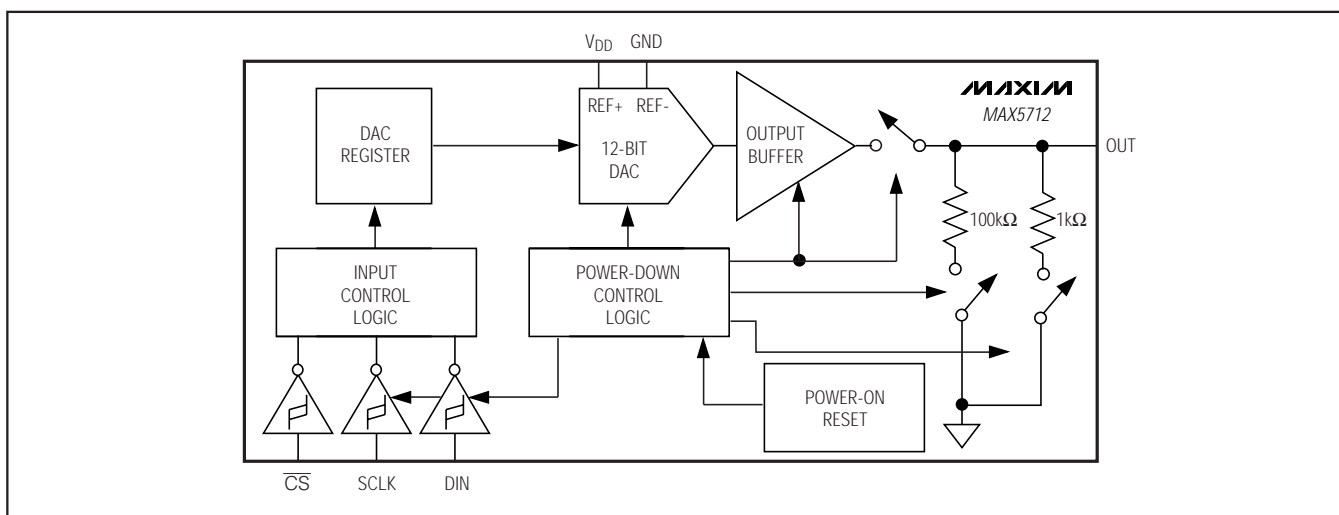 VDD GND
MAXIM
MAX5712
REF+ REF-
12-BIT
DAC
DAC
REGISTER
OUTPUT
BUFFER
OUT
100kΩ
1kΩ
INPUT
CONTROL
LOGIC
POWER-DOWN
CONTROL
LOGIC
POWER-ON
RESET
CS SCLK DIN